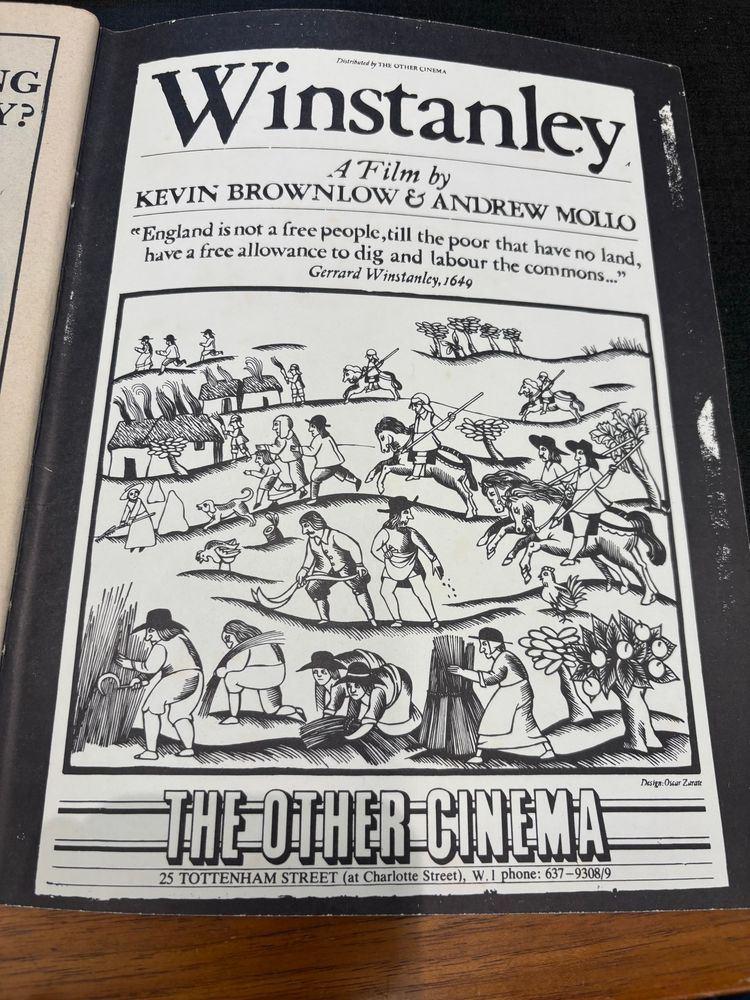 NG
Y?
Distributed by THE OTHER CINEMA
Winstanley
A Film by
KEVIN BROWNLOW & ANDREW MOLLO
“England is not a free people, till the poor that have no land,
have a free allowance to dig and labour the commons...”
Gerrard Winstanley, 1649
Design: Oscar Zarate
THE OTHER CINEMA
25 TOTTENHAM STREET (at Charlotte Street), W.1 phone: 637-9308/9